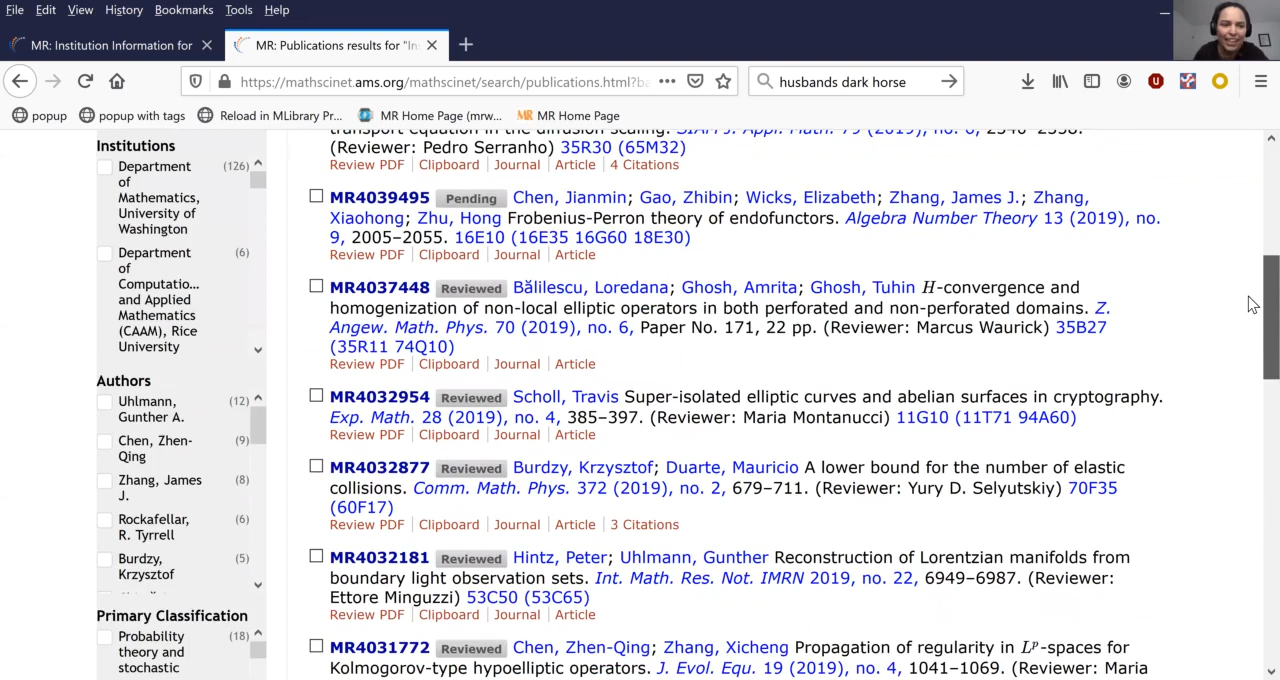 File Edit View History Bookmarks Tools Help
MR: Institution Information for
MR: Publications results for "In
https://mathscinet.ams.org/mathscinet/search/publications.html?ba
husbands dark horse
popup popup with tags Reload in MLibrary Pr... MR Home Page (mrw... MR MR Home Page
Institutions
Department (126)
of
Mathematics,
University of
Washington
Department (6)
of
Computatio...
and Applied
Mathematics
(CAAM), Rice
University
Authors
Uhlmann, (12)
Gunther A.
Chen, Zhen- (9)
Qing
Zhang, James (8)
J.
Rockafellar, (6)
R. Tyrrell
Burdzy, (5)
Krzysztof
Primary Classification
Probability (18)
theory and
stochastic
transport equation in the diffusion scaling. SIAM J. Appl. Math. 79 (2019), no. 6, 2340–2358.
(Reviewer: Pedro Serranho) 35R30 (65M32)
Review PDF | Clipboard | Journal | Article | 4 Citations
MR4039495 Pending Chen, Jianmin; Gao, Zhibin; Wicks, Elizabeth; Zhang, James J.; Zhang,
Xiaohong; Zhu, Hong Frobenius-Perron theory of endofunctors. Algebra Number Theory 13 (2019), no.
9, 2005–2055. 16E10 (16E35 16G60 18E30)
Review PDF | Clipboard | Journal | Article
MR4037448 Reviewed Bălilescu, Loredana; Ghosh, Amrita; Ghosh, Tuhin H-convergence and
homogenization of non-local elliptic operators in both perforated and non-perforated domains. Z.
Angew. Math. Phys. 70 (2019), no. 6, Paper No. 171, 22 pp. (Reviewer: Marcus Waurick) 35B27
(35R11 74Q10)
Review PDF | Clipboard | Journal | Article
MR4032954 Reviewed Scholl, Travis Super-isolated elliptic curves and abelian surfaces in cryptography.
Exp. Math. 28 (2019), no. 4, 385–397. (Reviewer: Maria Montanucci) 11G10 (11T71 94A60)
Review PDF | Clipboard | Journal | Article
MR4032877 Reviewed Burdzy, Krzysztof; Duarte, Mauricio A lower bound for the number of elastic
collisions. Comm. Math. Phys. 372 (2019), no. 2, 679–711. (Reviewer: Yury D. Selyutskiy) 70F35
(60F17)
Review PDF | Clipboard | Journal | Article | 3 Citations
MR4032181 Reviewed Hintz, Peter; Uhlmann, Gunther Reconstruction of Lorentzian manifolds from
boundary light observation sets. Int. Math. Res. Not. IMRN 2019, no. 22, 6949–6987. (Reviewer:
Ettore Minguzzi) 53C50 (53C65)
Review PDF | Clipboard | Journal | Article
MR4031772 Reviewed Chen, Zhen-Qing; Zhang, Xicheng Propagation of regularity in Lᵖ-spaces for
Kolmogorov-type hypoelliptic operators. J. Evol. Equ. 19 (2019), no. 4, 1041–1069. (Reviewer: Maria